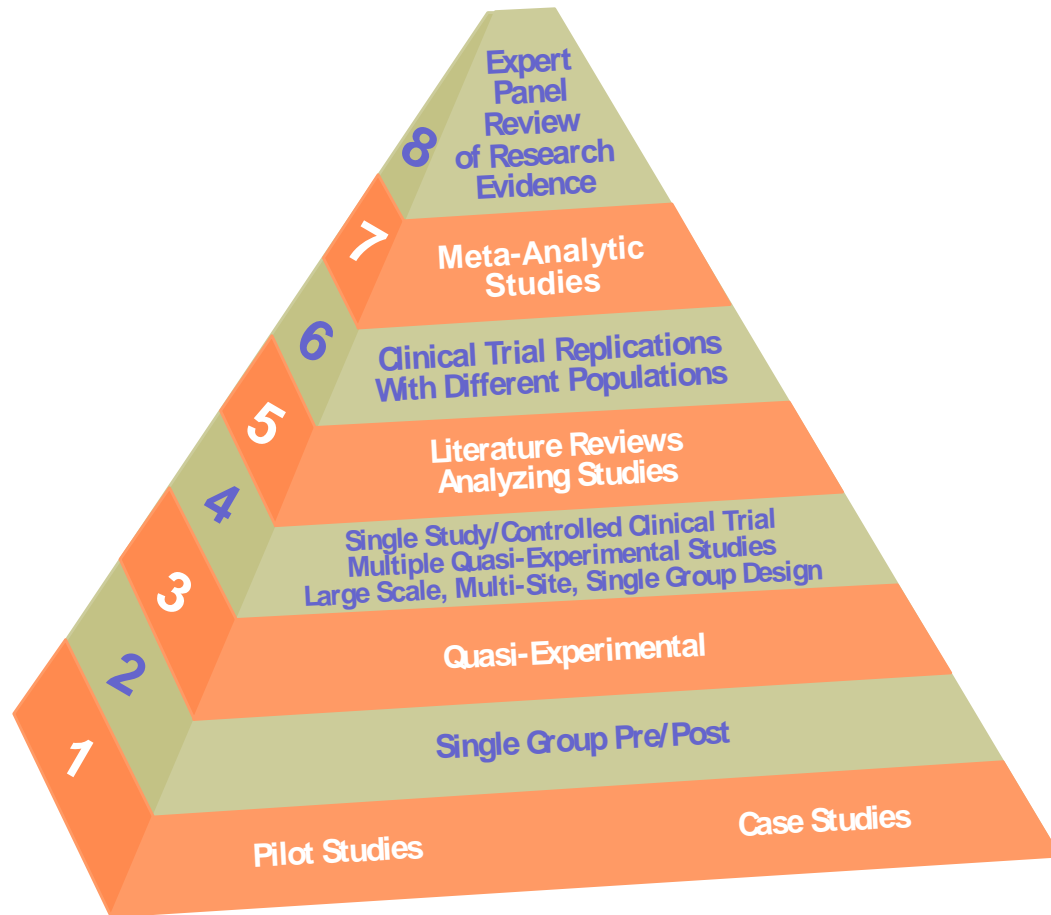 8
Expert
Panel
Review
of Research
Evidence
7
Meta-Analytic
Studies
6
Clinical Trial Replications
With Different Populations
5
Literature Reviews
Analyzing Studies
4
Single Study/Controlled Clinical Trial
Multiple Quasi-Experimental Studies
Large Scale, Multi-Site, Single Group Design
3
Quasi-Experimental
2
Single Group Pre/Post
1
Pilot Studies
Case Studies